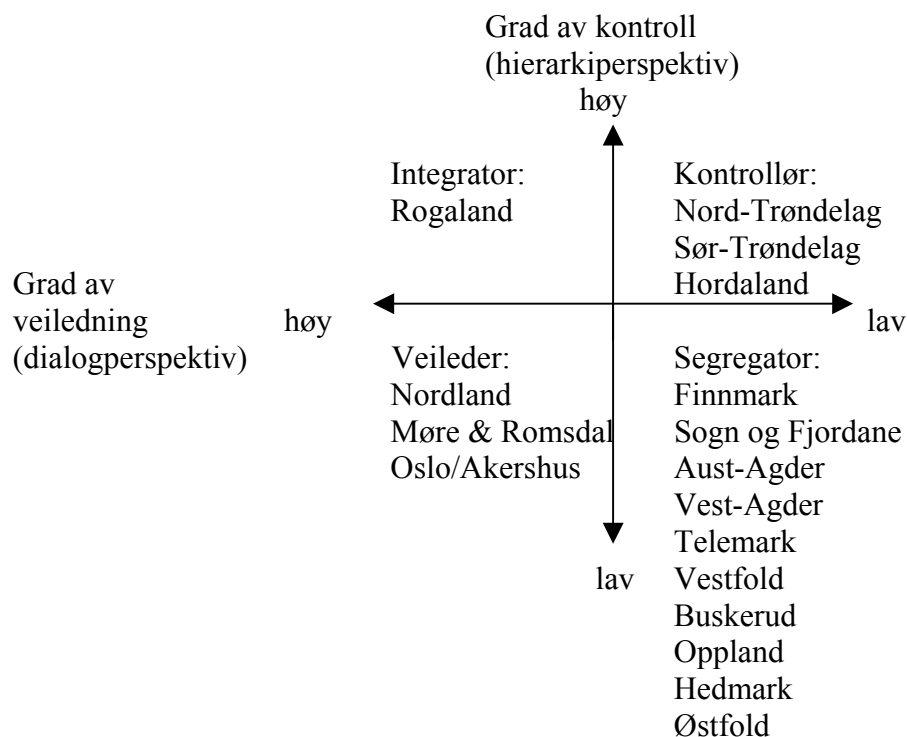 Grad av kontroll
(hierarkiperspektiv)
høy
Integrator:
Rogaland
Kontrollør:
Nord-Trøndelag
Sør-Trøndelag
Hordaland
Grad av
veiledning
(dialogperspektiv)
høy
lav
Veileder:
Nordland
Møre & Romsdal
Oslo/Akershus
Segregator:
Finnmark
Sogn og Fjordane
Aust-Agder
Vest-Agder
Telemark
Vestfold
Buskerud
Oppland
Hedmark
Østfold
lav